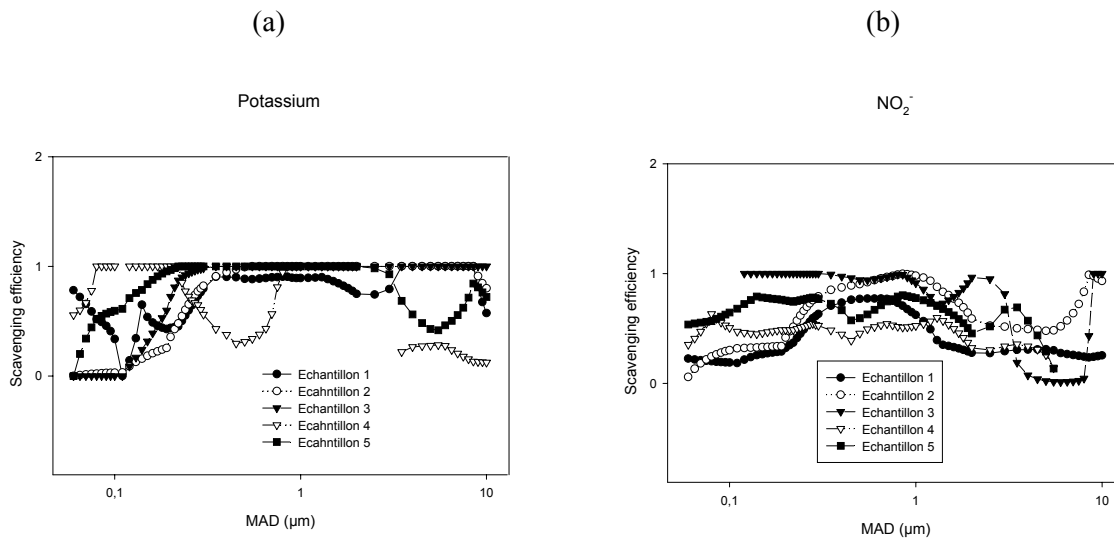 (a)
Potassium
2
1
0
Scavenging efficiency
0,1
1
10
MAD (µm)
Echantillon 1
Ecahntillon 2
Echantillon 3
Echantillon 4
Ecahntillon 5
(b)
NO₂⁻
2
1
0
Scavenging efficiency
0,1
1
10
MAD (µm)
Echantillon 1
Ecahntillon 2
Echantillon 3
Echantillon 4
Echantillon 5